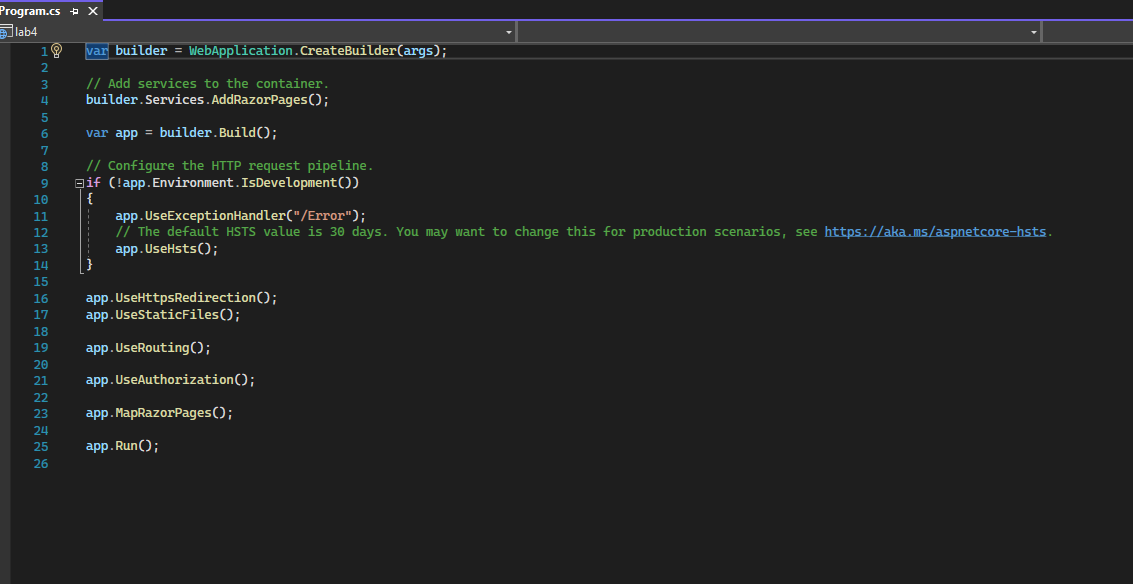 Program.cs
lab4
1 var builder = WebApplication.CreateBuilder(args);
2
3 // Add services to the container.
4 builder.Services.AddRazorPages();
5
6 var app = builder.Build();
7
8 // Configure the HTTP request pipeline.
9 if (!app.Environment.IsDevelopment())
10 {
11 app.UseExceptionHandler("/Error");
12 // The default HSTS value is 30 days. You may want to change this for production scenarios, see https://aka.ms/aspnetcore-hsts.
13 app.UseHsts();
14 }
15
16 app.UseHttpsRedirection();
17 app.UseStaticFiles();
18
19 app.UseRouting();
20
21 app.UseAuthorization();
22
23 app.MapRazorPages();
24
25 app.Run();
26